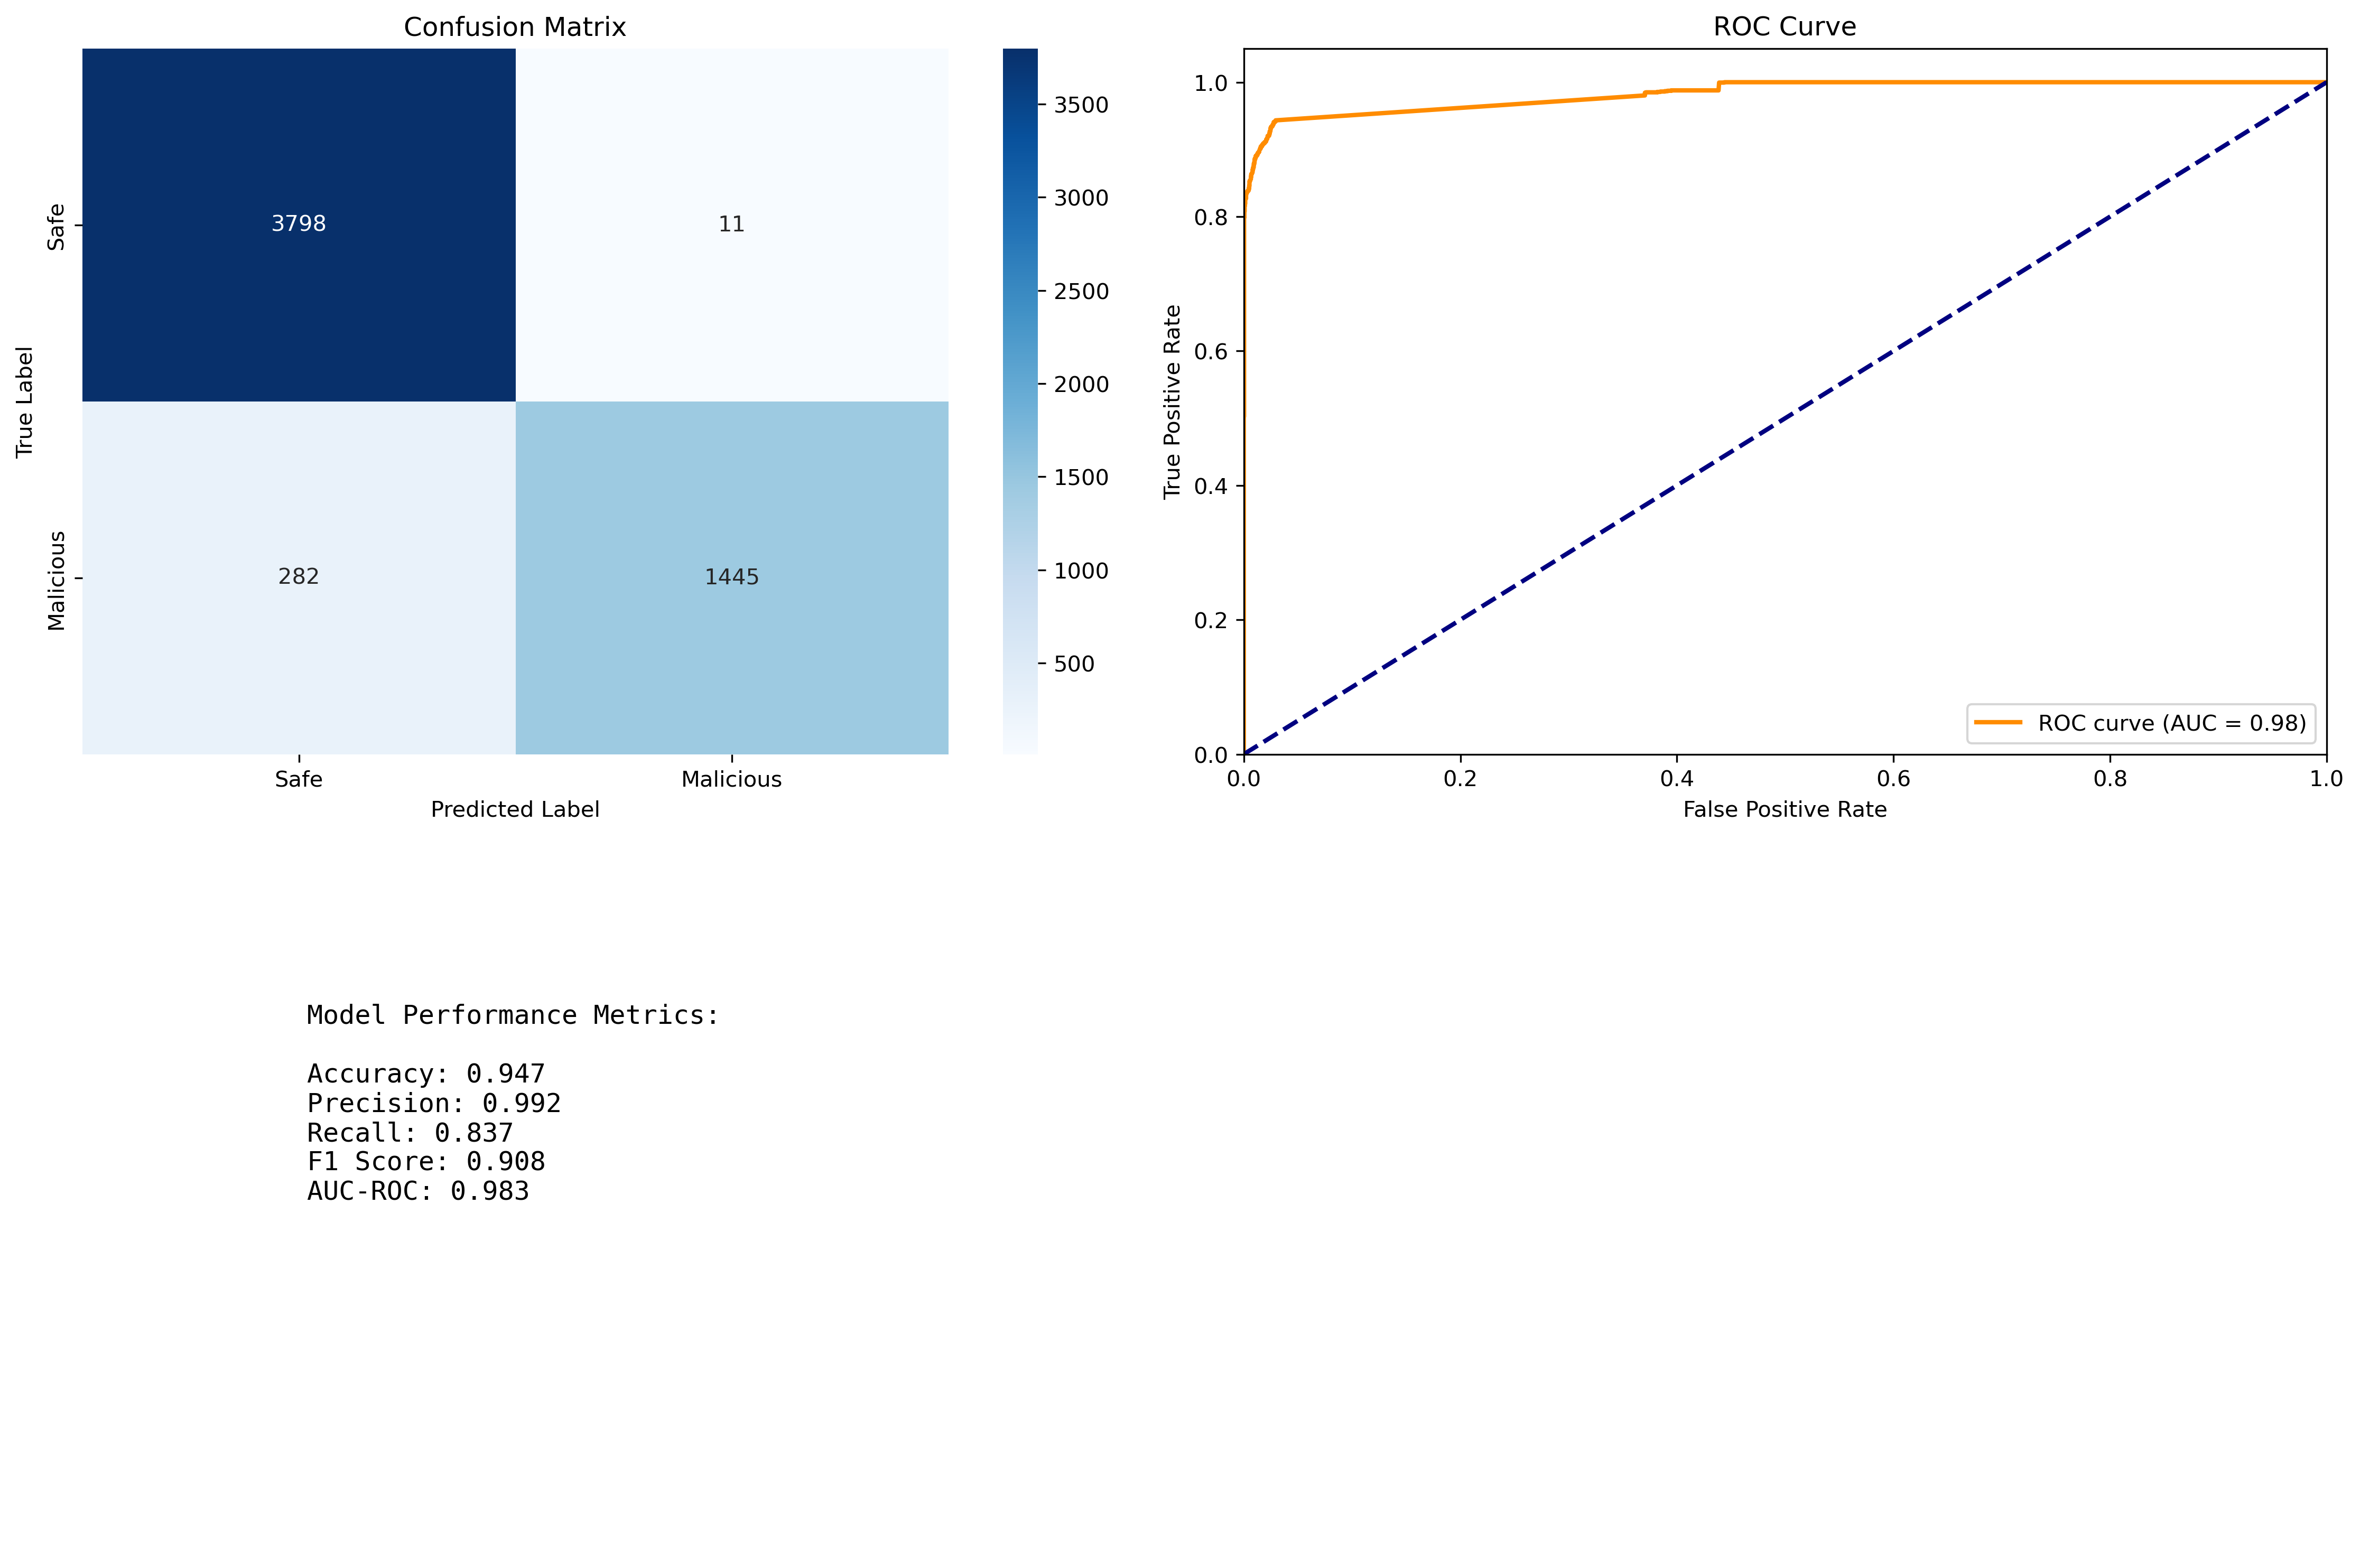 Confusion Matrix
Safe
Malicious
True Label
3798
11
282
1445
Safe
Malicious
Predicted Label
3500
3000
2500
2000
1500
1000
500
ROC Curve
True Positive Rate
1.0
0.8
0.6
0.4
0.2
0.0
0.0
0.2
0.4
0.6
0.8
1.0
False Positive Rate
ROC curve (AUC = 0.98)
Model Performance Metrics:
Accuracy: 0.947
Precision: 0.992
Recall: 0.837
F1 Score: 0.908
AUC-ROC: 0.983